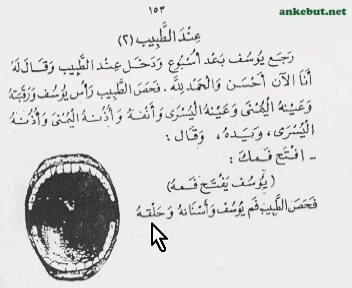 ١٥٣
ankebut.net
عِنْدَ الطَّبِيبِ (٢)
رَجَعَ يُوسُفُ بَعْدَ أُسْبُوعٍ وَدَخَلَ عِنْدَ الطَّبِيبِ وَقَالَ لَهُ
أَنَا الآنَ أَحْسَنُ وَالْحَمْدُ لِلَّهِ . فَحَصَ الطَّبِيبُ رَأْسَ يُوسُفَ وَرَقَبَتَهُ
وَعَيْنَهُ الْيُمْنَى وَعَيْنَهُ الْيُسْرَى وَأَنْفَهُ وَأُذُنَهُ الْيُمْنَى وَأُذُنَهُ
الْيُسْرَى، وَيَدَهُ، وَقَالَ :
- افْتَحْ فَمَكَ :
( يُوسُفُ يَفْتَحُ فَمَهُ )
فَحَصَ الطَّبِيبُ فَمَ يُوسُفَ وَأَسْنَانَهُ وَحَلْقَهُ